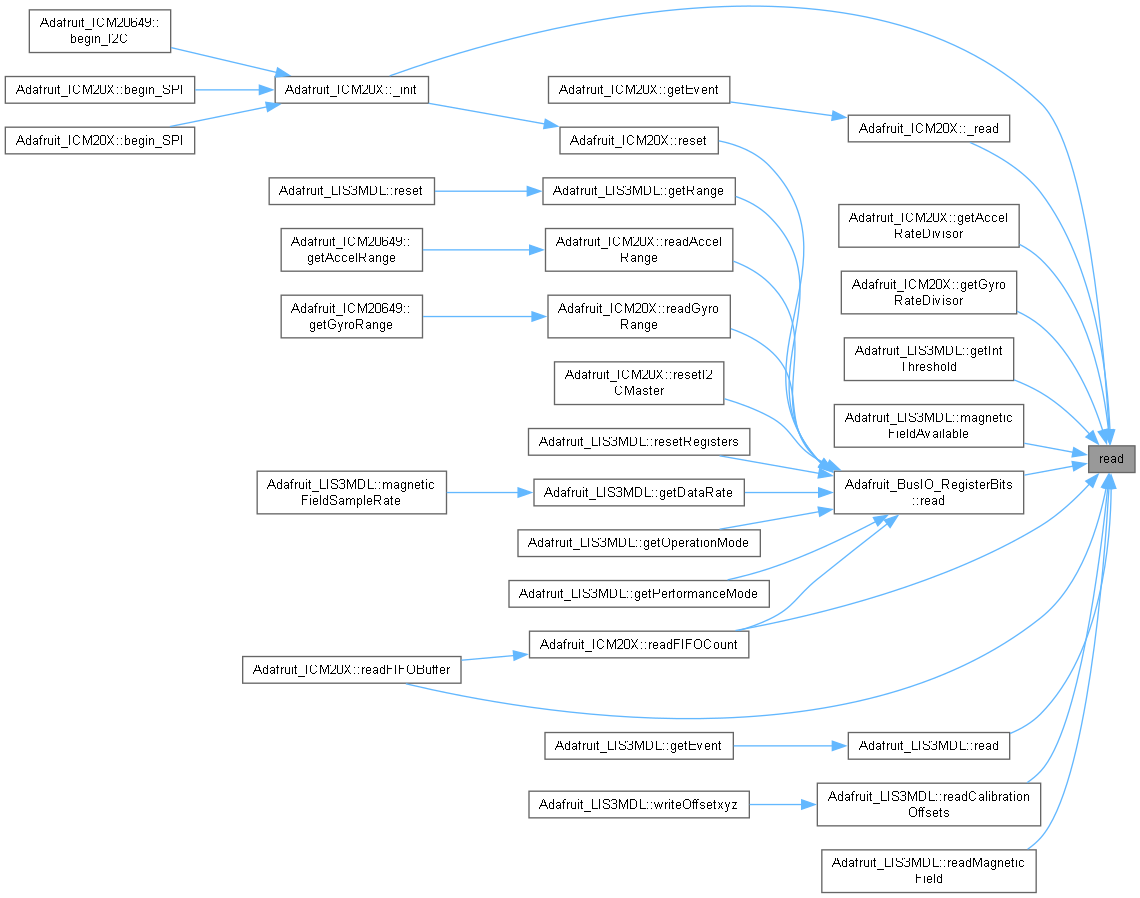 Adafruit_ICM20649::
begin_I2C
Adafruit_ICM20X::begin_SPI
Adafruit_ICM20X::begin_SPI
Adafruit_ICM20X::_init
Adafruit_ICM20X::getEvent
Adafruit_ICM20X::reset
Adafruit_ICM20X::_read
Adafruit_LIS3MDL::reset
Adafruit_LIS3MDL::getRange
Adafruit_ICM20649::
getAccelRange
Adafruit_ICM20X::readAccel
Range
Adafruit_ICM20649::
getGyroRange
Adafruit_ICM20X::readGyro
Range
Adafruit_ICM20X::resetI2
CMaster
Adafruit_LIS3MDL::resetRegisters
Adafruit_LIS3MDL::magnetic
FieldSampleRate
Adafruit_LIS3MDL::getDataRate
Adafruit_LIS3MDL::getOperationMode
Adafruit_LIS3MDL::getPerformanceMode
Adafruit_ICM20X::readFIFOCount
Adafruit_ICM20X::readFIFOBuffer
Adafruit_ICM20X::getAccel
RateDivisor
Adafruit_ICM20X::getGyro
RateDivisor
Adafruit_LIS3MDL::getInt
Threshold
Adafruit_LIS3MDL::magnetic
FieldAvailable
Adafruit_BusIO_RegisterBits
::read
read
Adafruit_LIS3MDL::getEvent
Adafruit_LIS3MDL::read
Adafruit_LIS3MDL::writeOffsetxyz
Adafruit_LIS3MDL::readCalibration
Offsets
Adafruit_LIS3MDL::readMagnetic
Field